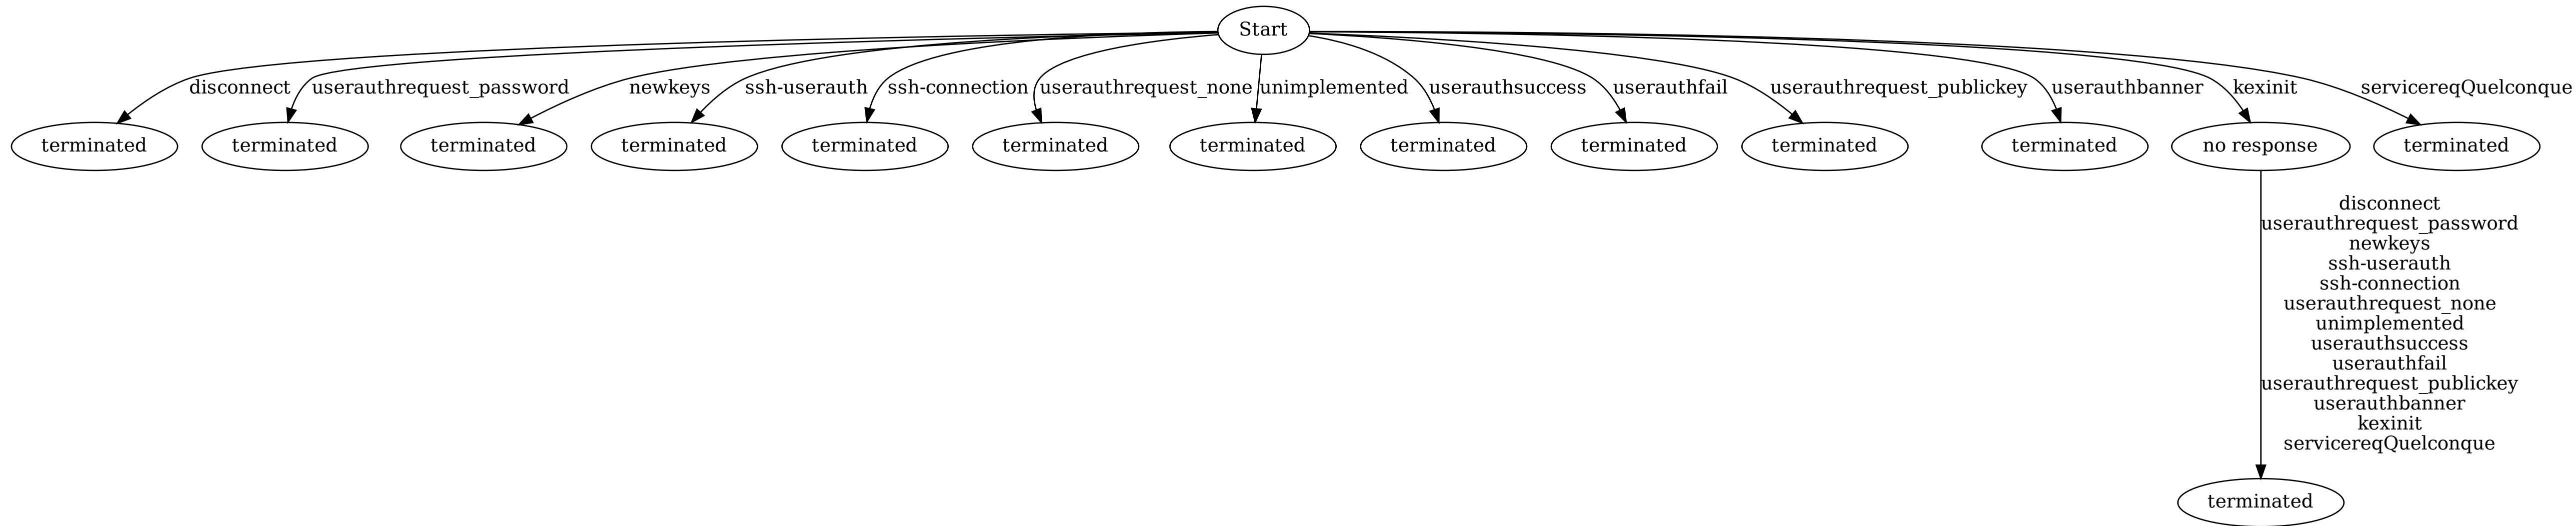 Start
disconnect
userauthrequest_password
newkeys
ssh-userauth
ssh-connection
userauthrequest_none
unimplemented
userauthsuccess
userauthfail
userauthrequest_publickey
userauthbanner
kexinit
servicereqQuelconque
terminated
terminated
terminated
terminated
terminated
terminated
terminated
terminated
terminated
terminated
terminated
no response
terminated
disconnect
userauthrequest_password
newkeys
ssh-userauth
ssh-connection
userauthrequest_none
unimplemented
userauthsuccess
userauthfail
userauthrequest_publickey
userauthbanner
kexinit
servicereqQuelconque
terminated